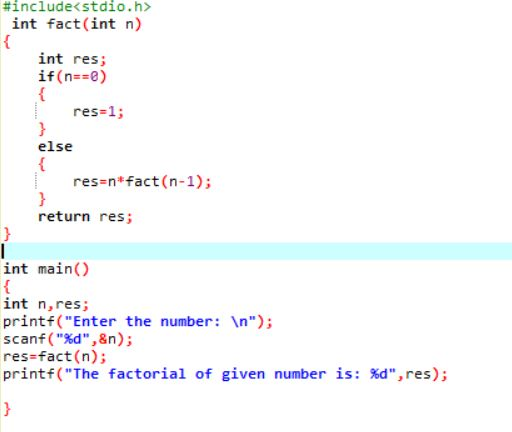 #include<stdio.h>
int fact(int n)
{
int res;
if(n==0)
{
res=1;
}
else
{
res=n*fact(n-1);
}
return res;
}
int main()
{
int n,res;
printf("Enter the number: \n");
scanf("%d",&n);
res=fact(n);
printf("The factorial of given number is: %d",res);
}